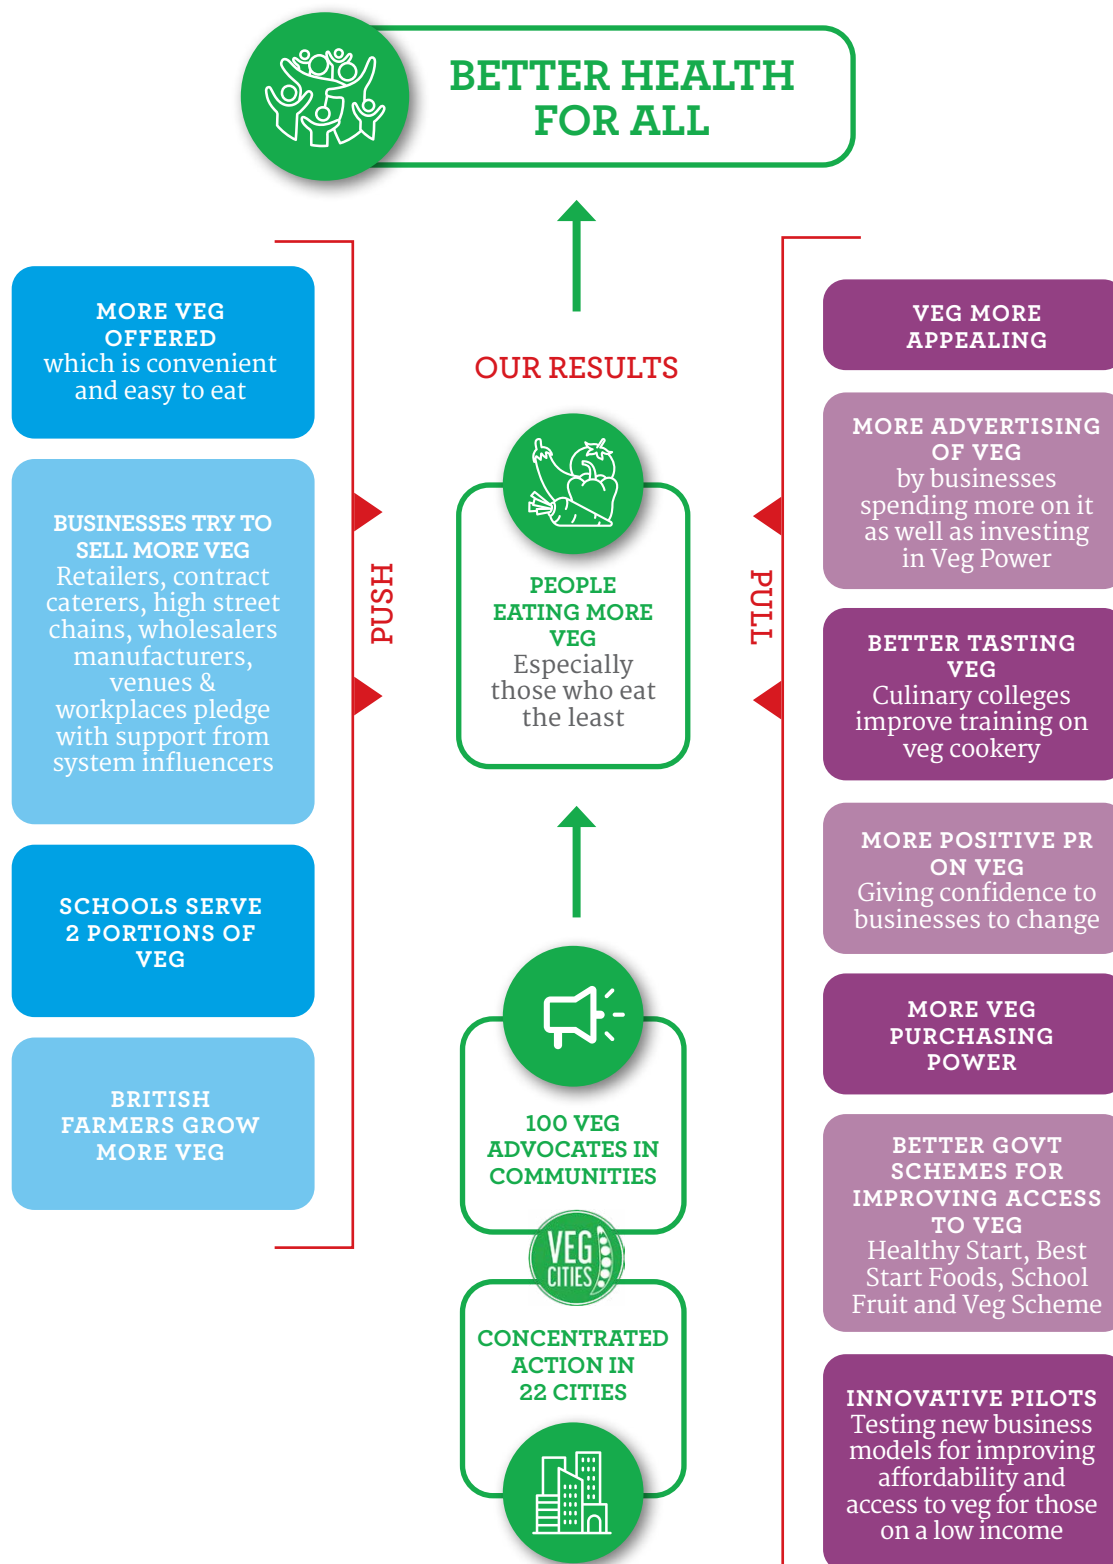 BETTER HEALTH
FOR ALL
MORE VEG
OFFERED
which is convenient
and easy to eat
BUSINESSES TRY TO
SELL MORE VEG
Retailers, contract
caterers, high street
chains, wholesalers
manufacturers,
venues &
workplaces pledge
with support from
system influencers
SCHOOLS SERVE
2 PORTIONS OF
VEG
BRITISH
FARMERS GROW
MORE VEG
PUSH
OUR RESULTS
PEOPLE
EATING MORE
VEG
Especially
those who eat
the least
100 VEG
ADVOCATES IN
COMMUNITIES
VEG
CITIES
CONCENTRATED
ACTION IN
22 CITIES
PULL
VEG MORE
APPEALING
MORE ADVERTISING
OF VEG
by businesses
spending more on it
as well as investing
in Veg Power
BETTER TASTING
VEG
Culinary colleges
improve training on
veg cookery
MORE POSITIVE PR
ON VEG
Giving confidence to
businesses to change
MORE VEG
PURCHASING
POWER
BETTER GOVT
SCHEMES FOR
IMPROVING ACCESS
TO VEG
Healthy Start, Best
Start Foods, School
Fruit and Veg Scheme
INNOVATIVE PILOTS
Testing new business
models for improving
affordability and
access to veg for those
on a low income